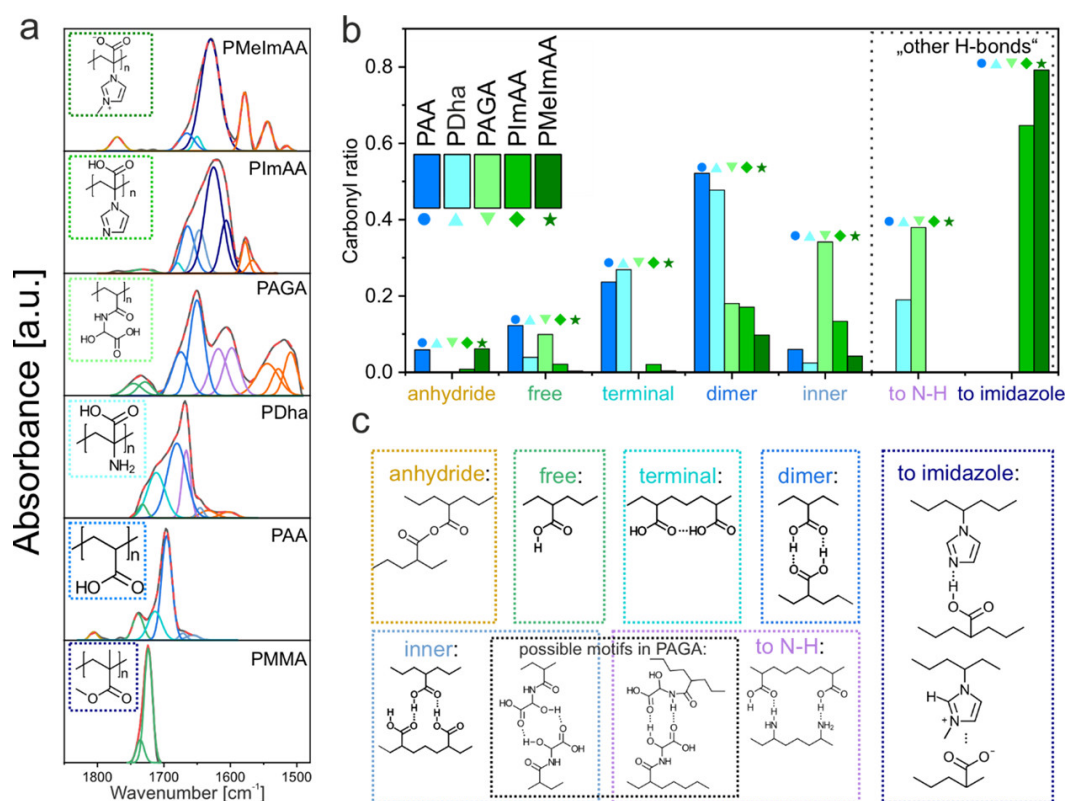 a
PMeImAA
PImAA
PAGA
PDha
PAA
PMMA
Absorbance [a.u.]
1800 1700 1600 1500
Wavenumber [cm⁻¹]
b
„other H-bonds“
PAA
PDha
PAGA
PImAA
PMeImAA
Carbonyl ratio
0.8
0.6
0.4
0.2
0.0
anhydride free terminal dimer inner to N-H to imidazole
c
anhydride: free: terminal: dimer: to imidazole:
inner: possible motifs in PAGA: to N-H: